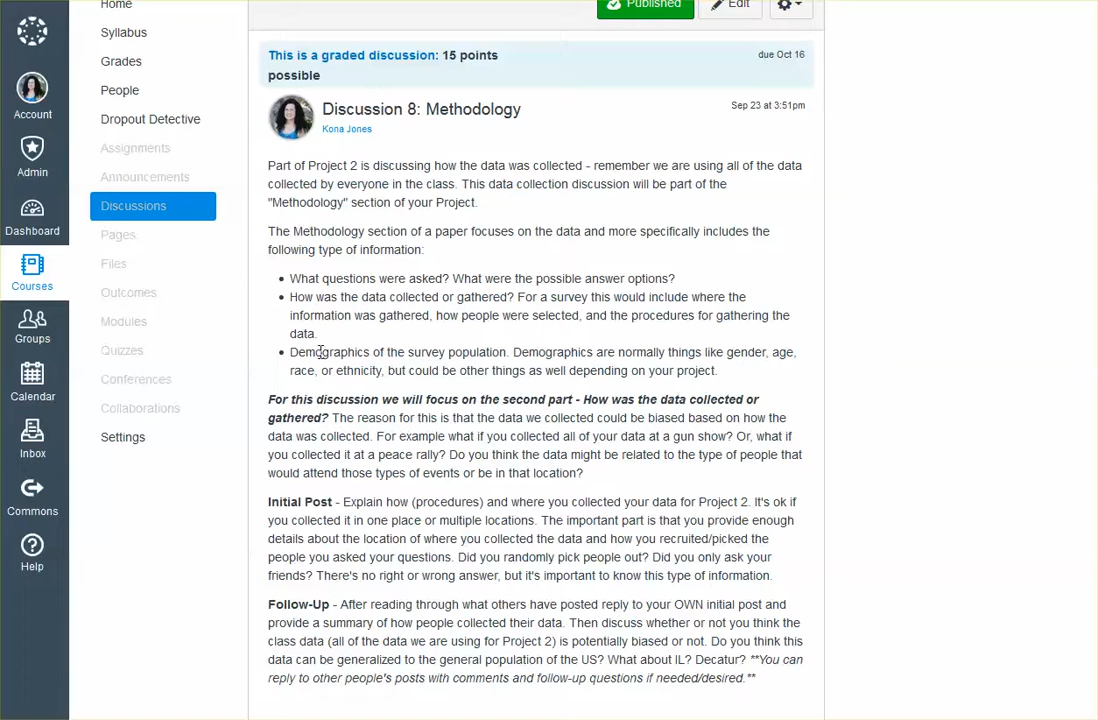 Account
Admin
Dashboard
Courses
Groups
Calendar
Inbox
Commons
Help
Home
Syllabus
Grades
People
Dropout Detective
Assignments
Announcements
Discussions
Pages
Files
Outcomes
Modules
Quizzes
Conferences
Collaborations
Settings
Published
Edit
This is a graded discussion: 15 points
possible
due Oct 16
Discussion 8: Methodology
Sep 23 at 3:51pm
Kona Jones
Part of Project 2 is discussing how the data was collected - remember we are using all of the data
collected by everyone in the class. This data collection discussion will be part of the
"Methodology" section of your Project.
The Methodology section of a paper focuses on the data and more specifically includes the
following type of information:
• What questions were asked? What were the possible answer options?
• How was the data collected or gathered? For a survey this would include where the
information was gathered, how people were selected, and the procedures for gathering the
data.
• Demographics of the survey population. Demographics are normally things like gender, age,
race, or ethnicity, but could be other things as well depending on your project.
For this discussion we will focus on the second part - How was the data collected or
gathered? The reason for this is that the data we collected could be biased based on how the
data was collected. For example what if you collected all of your data at a gun show? Or, what if
you collected it at a peace rally? Do you think the data might be related to the type of people that
would attend those types of events or be in that location?
Initial Post - Explain how (procedures) and where you collected your data for Project 2. It's ok if
you collected it in one place or multiple locations. The important part is that you provide enough
details about the location of where you collected the data and how you recruited/picked the
people you asked your questions. Did you randomly pick people out? Did you only ask your
friends? There's no right or wrong answer, but it's important to know this type of information.
Follow-Up - After reading through what others have posted reply to your OWN initial post and
provide a summary of how people collected their data. Then discuss whether or not you think the
class data (all of the data we are using for Project 2) is potentially biased or not. Do you think this
data can be generalized to the general population of the US? What about IL? Decatur? **You can
reply to other people's posts with comments and follow-up questions if needed/desired.**